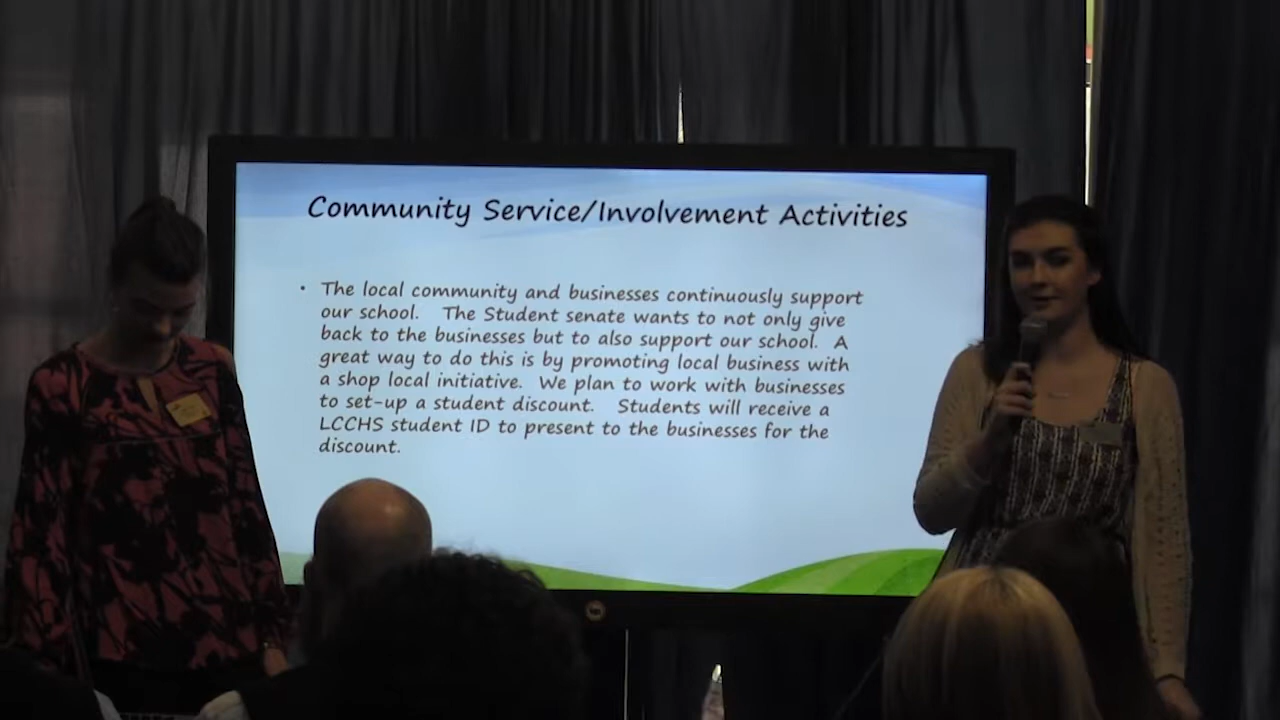 Community Service/Involvement Activities
• The local community and businesses continuously support
our school. The Student senate wants to not only give
back to the businesses but to also support our school. A
great way to do this is by promoting local business with
a shop local initiative. We plan to work with businesses
to set-up a student discount. Students will receive a
LCCHS student ID to present to the businesses for the
discount.